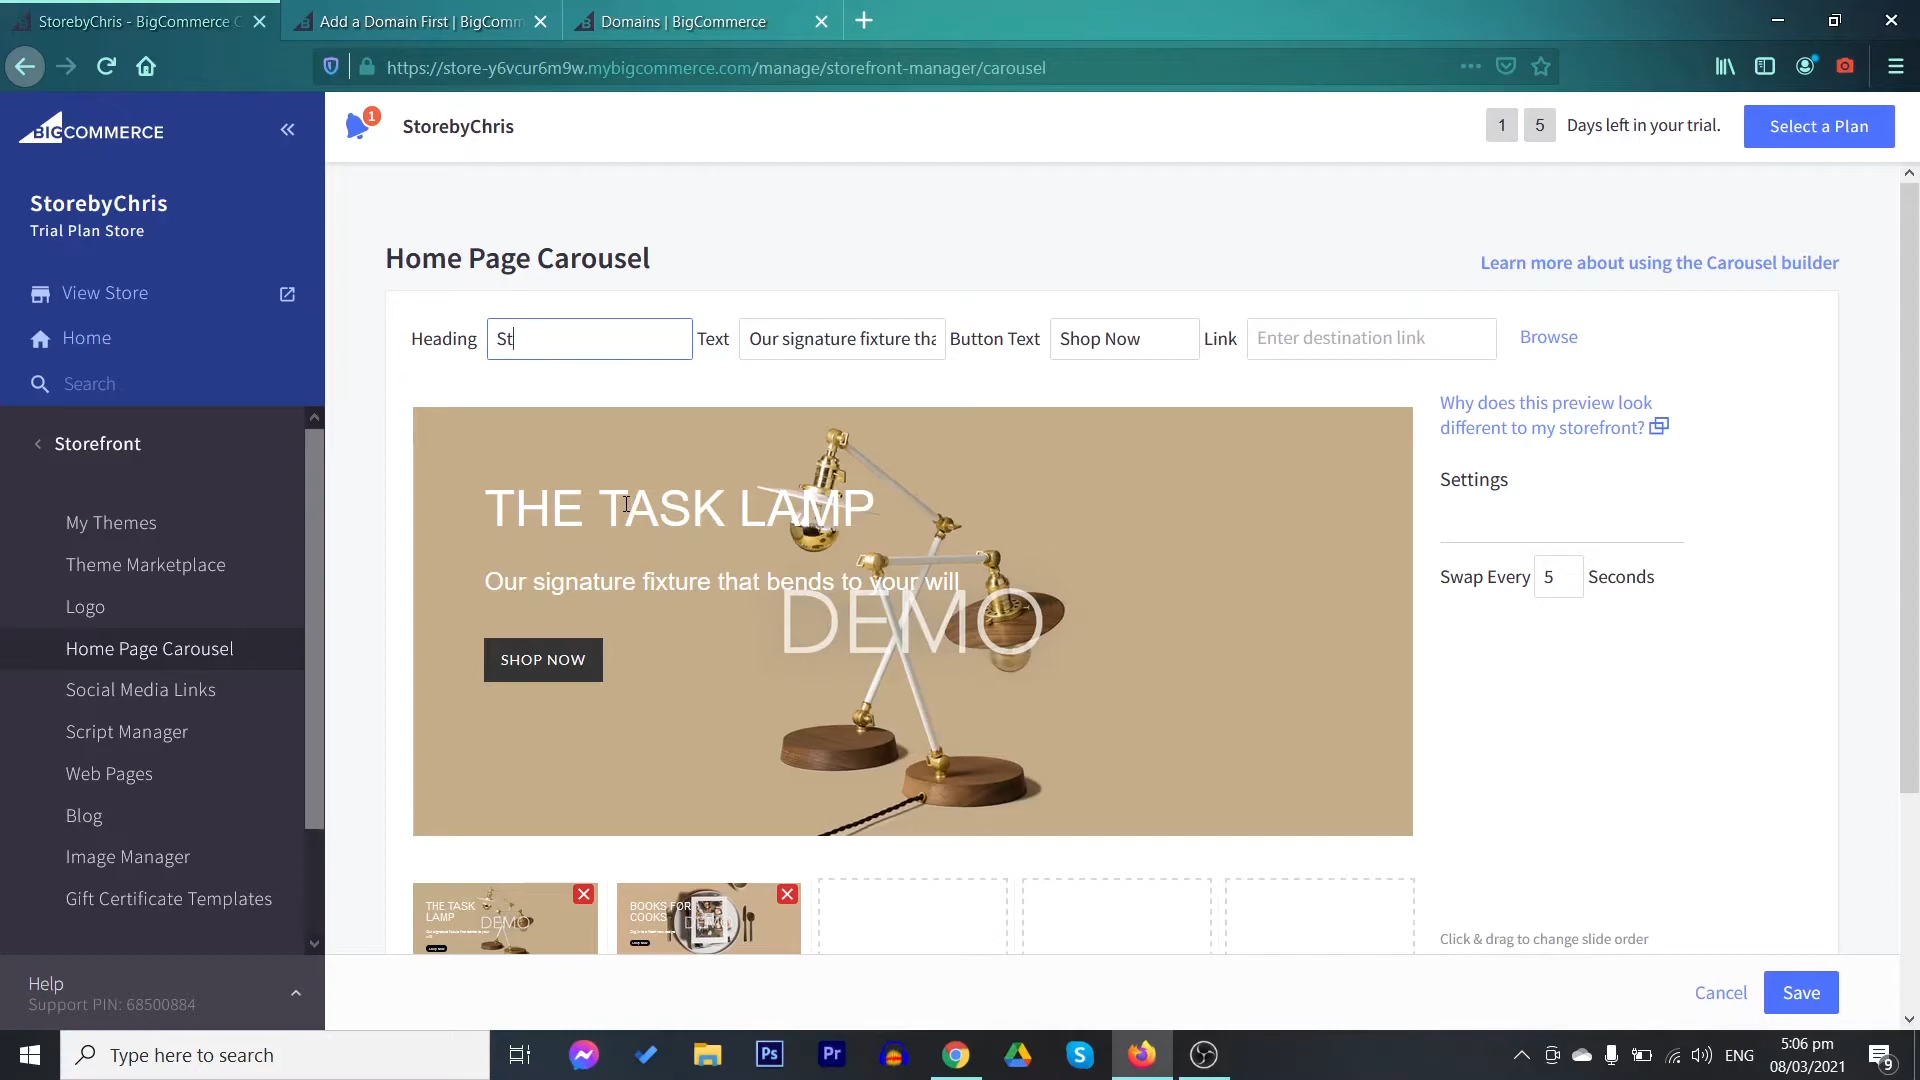 StorebyChris - BigCommerce C
Add a Domain First | BigComm
Domains | BigCommerce
https://store-y6vcur6m9w.mybigcommerce.com/manage/storefront-manager/carousel
BIGCOMMERCE
1
StorebyChris
1 5 Days left in your trial.
Select a Plan
StorebyChris
Trial Plan Store
View Store
Home
Search
Storefront
My Themes
Theme Marketplace
Logo
Home Page Carousel
Social Media Links
Script Manager
Web Pages
Blog
Image Manager
Gift Certificate Templates
Help
Support PIN: 68500884
Home Page Carousel
Learn more about using the Carousel builder
Heading St Text Our signature fixture tha Button Text Shop Now Link Enter destination link Browse
THE TASK LAMP
Our signature fixture that bends to your will
DEMO
SHOP NOW
Why does this preview look
different to my storefront?
Settings
Swap Every 5 Seconds
THE TASK
LAMP
DEMO
BOOKS FOR
COOKS
DEMO
Click & drag to change slide order
Cancel
Save
Type here to search
Ps
Pr
ENG
5:06 pm
08/03/2021
9